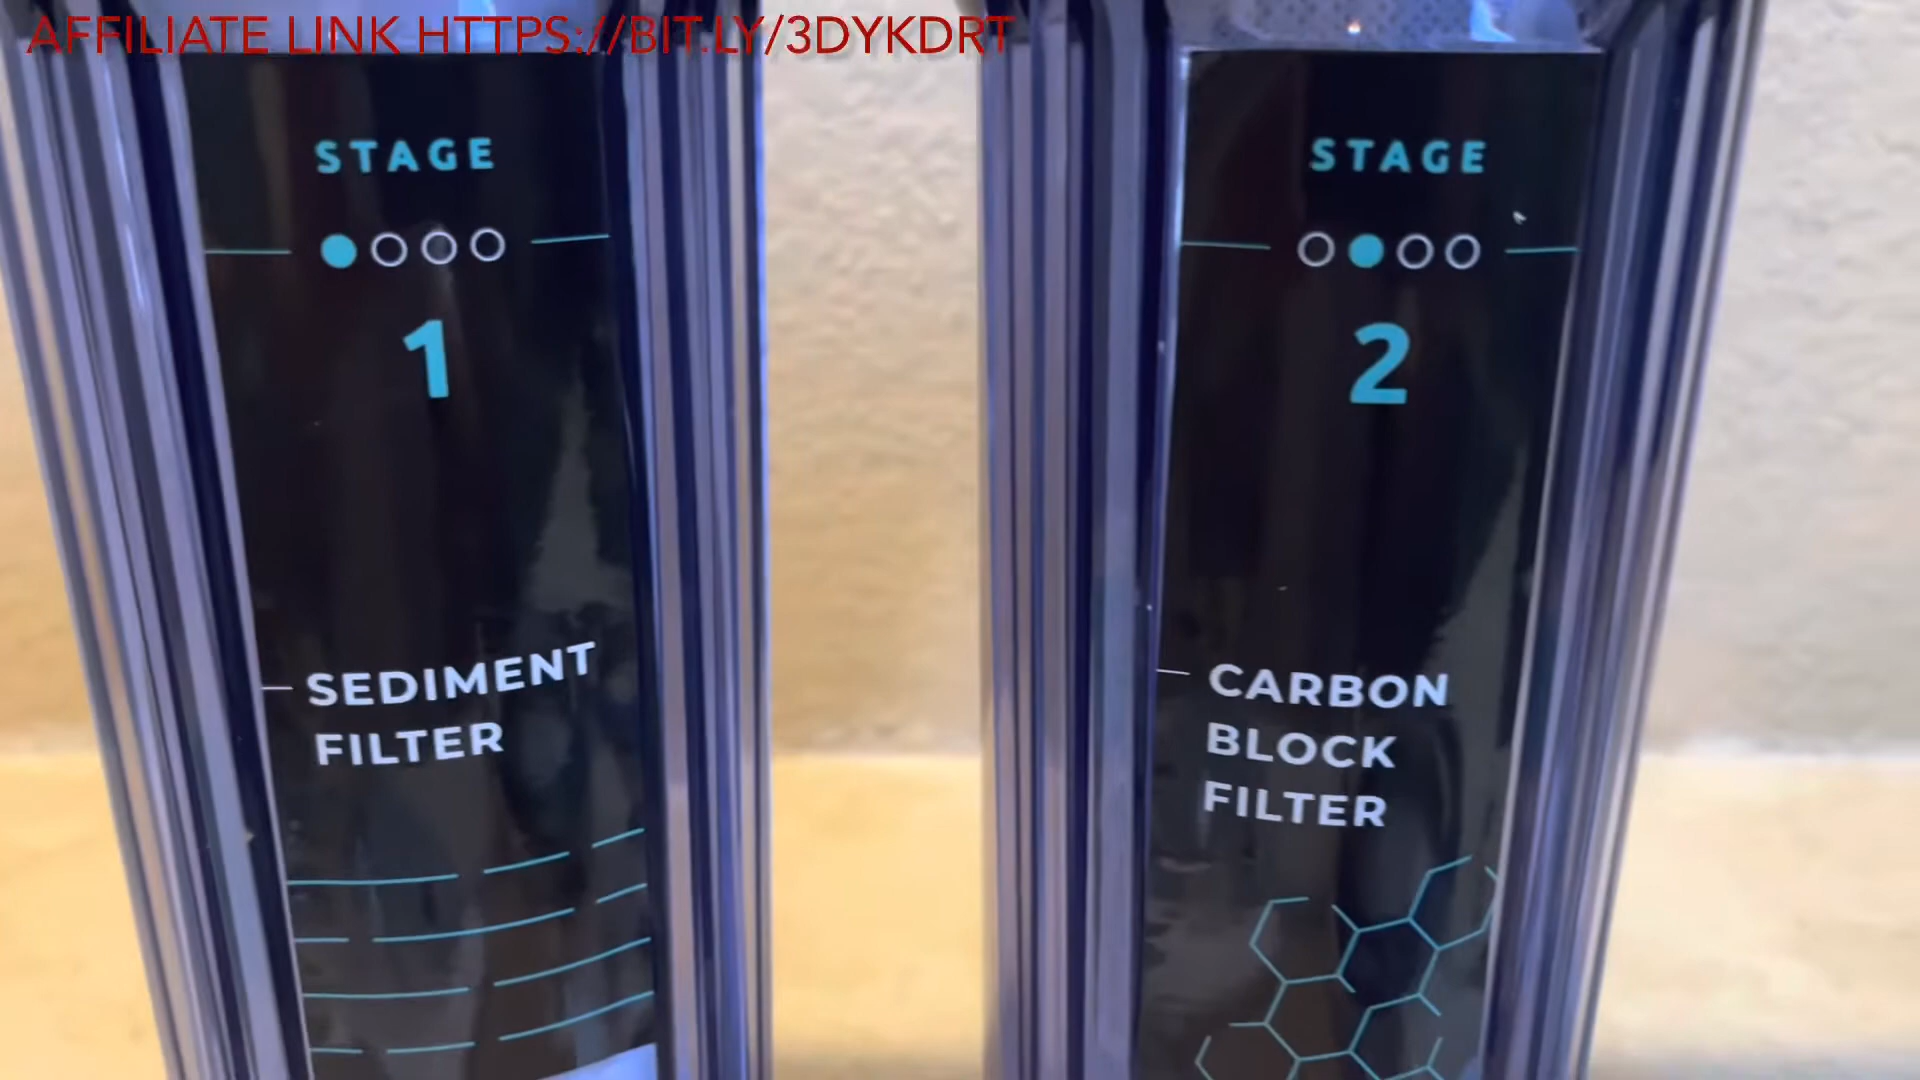 AFFILIATE LINK HTTPS://BIT.LY/3DYKDRT
STAGE
1
SEDIMENT
FILTER
STAGE
2
CARBON
BLOCK
FILTER